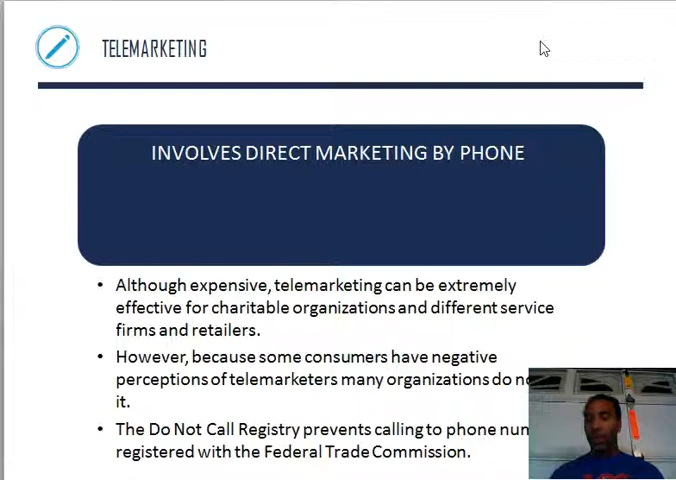 TELEMARKETING
INVOLVES DIRECT MARKETING BY PHONE
• Although expensive, telemarketing can be extremely
effective for charitable organizations and different service
firms and retailers.
• However, because some consumers have negative
perceptions of telemarketers many organizations do
it.
• The Do Not Call Registry prevents calling to phone
registered with the Federal Trade Commission.